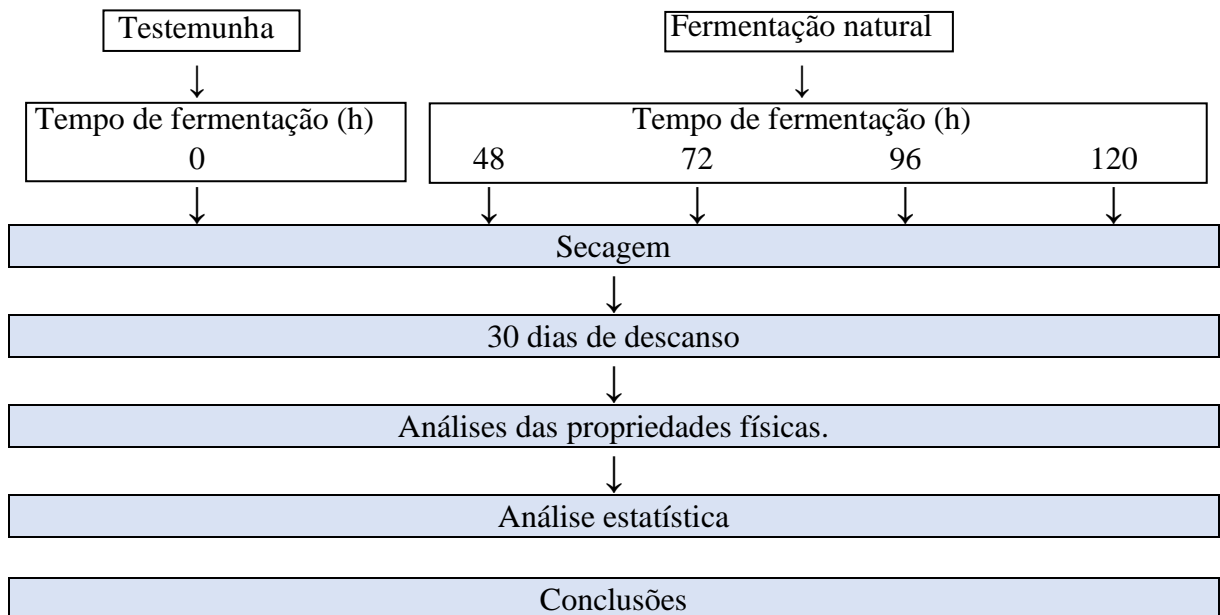 Testemunha
Fermentação natural
Tempo de fermentação (h)
0
Tempo de fermentação (h)
48 72 96 120
Secagem
30 dias de descanso
Análises das propriedades físicas.
Análise estatística
Conclusões